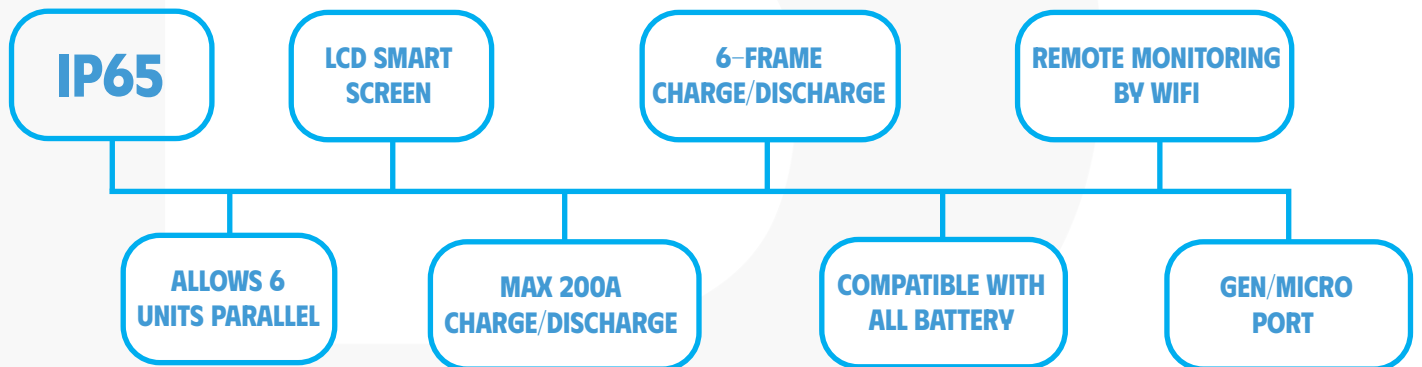 IP65
LCD SMART
SCREEN
6-FRAME
CHARGE/DISCHARGE
REMOTE MONITORING
BY WIFI
ALLOWS 6
UNITS PARALLEL
MAX 200A
CHARGE/DISCHARGE
COMPATIBLE WITH
ALL BATTERY
GEN/MICRO
PORT